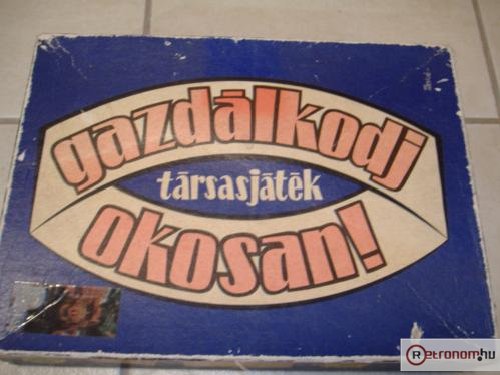 gazdálkodj
társasjáték
okosan!
Retronom.hu